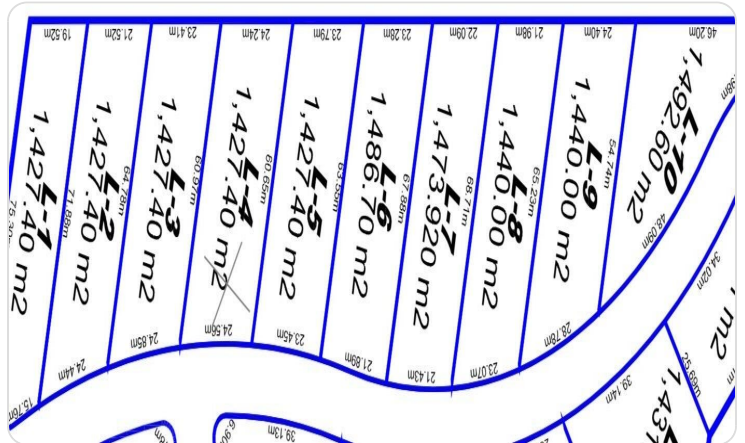 19.52m
21.52m
23.41m
24.24m
23.79m
23.28m
22.09m
21.98m
24.40m
46.20m
L-1
1,427.40 m2
71.88m
L-2
1,427.40 m2
64.78m
L-3
1,427.40 m2
60.97m
L-4
1,427.40 m2
60.65m
L-5
1,427.40 m2
63.55m
L-6
1,486.70 m2
67.88m
L-7
1,473.920 m2
68.71m
L-8
1,440.00 m2
65.23m
L-9
1,440.00 m2
54.74m
L-10
1,492.60 m2
48.09m
15.76m
24.44m
24.85m
24.56m
23.45m
21.89m
21.43m
23.07m
28.78m
34.02m
39.13m
39.14m
25.69m
m2